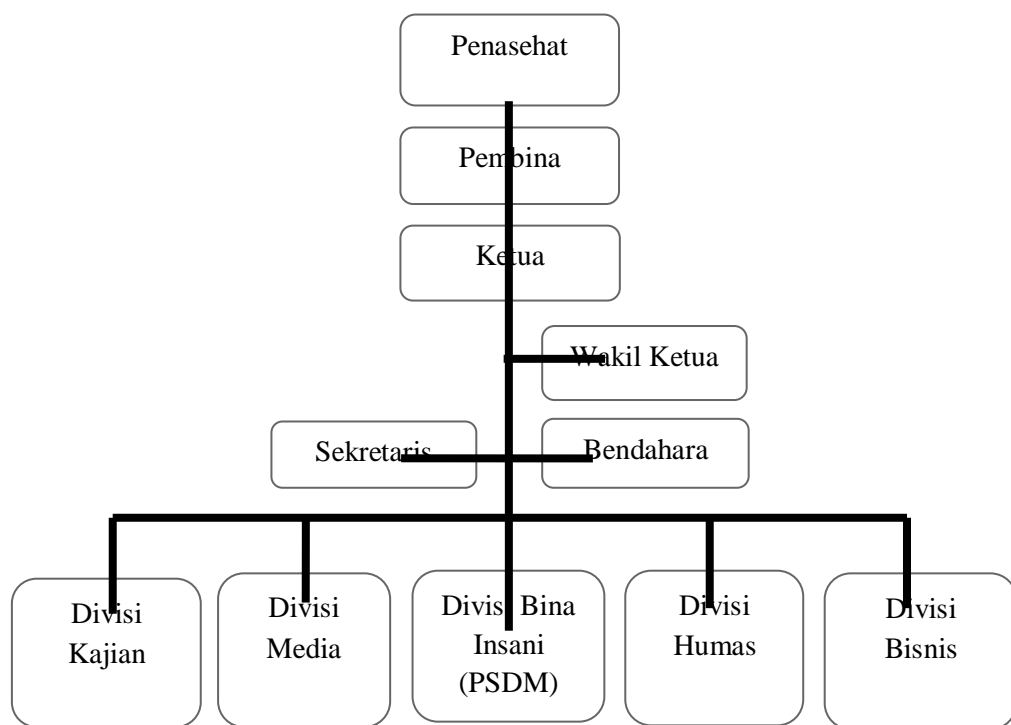 Penasehat
Pembina
Ketua
Wakil Ketua
Sekretaris
Bendahara
Divisi
Kajian
Divisi
Media
Divisi Bina
Insani
(PSDM)
Divisi
Humas
Divisi
Bisnis